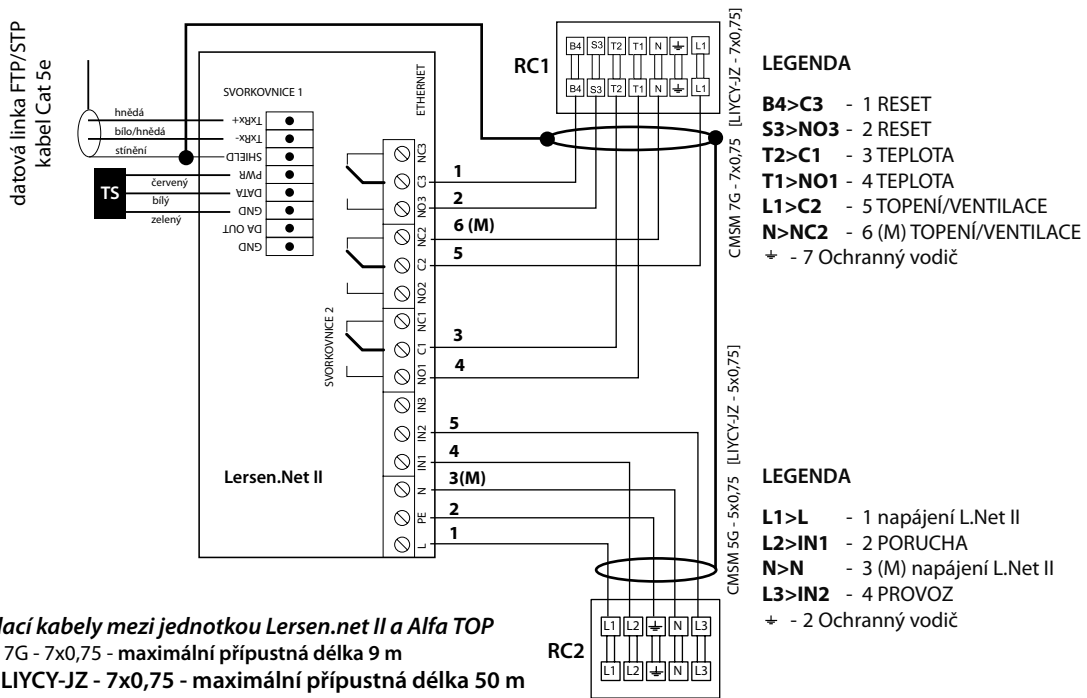 datová linka FTP/STP
kabel Cat 5e
hnědá
bílo/hnědá
stínění
TS
červený
bílý
zelený
SVORKOVNICE 1
TxRx+
TxRx-
SHIELD
PWR
DATA
GND
DA OUT
GND
ETHERNET
NC3
C3
NO3
NC2
C2
NO2
NC1
C1
NO1
IN3
IN2
IN1
N
PE
L
SVORKOVNICE 2
Lersen.Net II
1
2
6 (M)
5
3
4
5
4
3(M)
2
1
RC1
B4 S3 T2 T1 N L1
B4 S3 T2 T1 N L1
CMSM 7G - 7x0,75 [LIYCY-JZ - 7x0,75]
LEGENDA
B4>C3 - 1 RESET
S3>NO3 - 2 RESET
T2>C1 - 3 TEPLOTA
T1>NO1 - 4 TEPLOTA
L1>C2 - 5 TOPENÍ/VENTILACE
N>NC2 - 6 (M) TOPENÍ/VENTILACE
⏚ - 7 Ochranný vodič
CMSM 5G - 5x0,75 [LIYCY-JZ - 5x0,75]
LEGENDA
L1>L - 1 napájení L.Net II
L2>IN1 - 2 PORUCHA
N>N - 3 (M) napájení L.Net II
L3>IN2 - 4 PROVOZ
⏚ - 2 Ochranný vodič
RC2
L1 L2 ⏚ N L3
L1 L2 ⏚ N L3
kabely mezi jednotkou Lersen.net II a Alfa TOP
7G - 7x0,75 - maximální přípustná délka 9 m
LIYCY-JZ - 7x0,75 - maximální přípustná délka 50 m